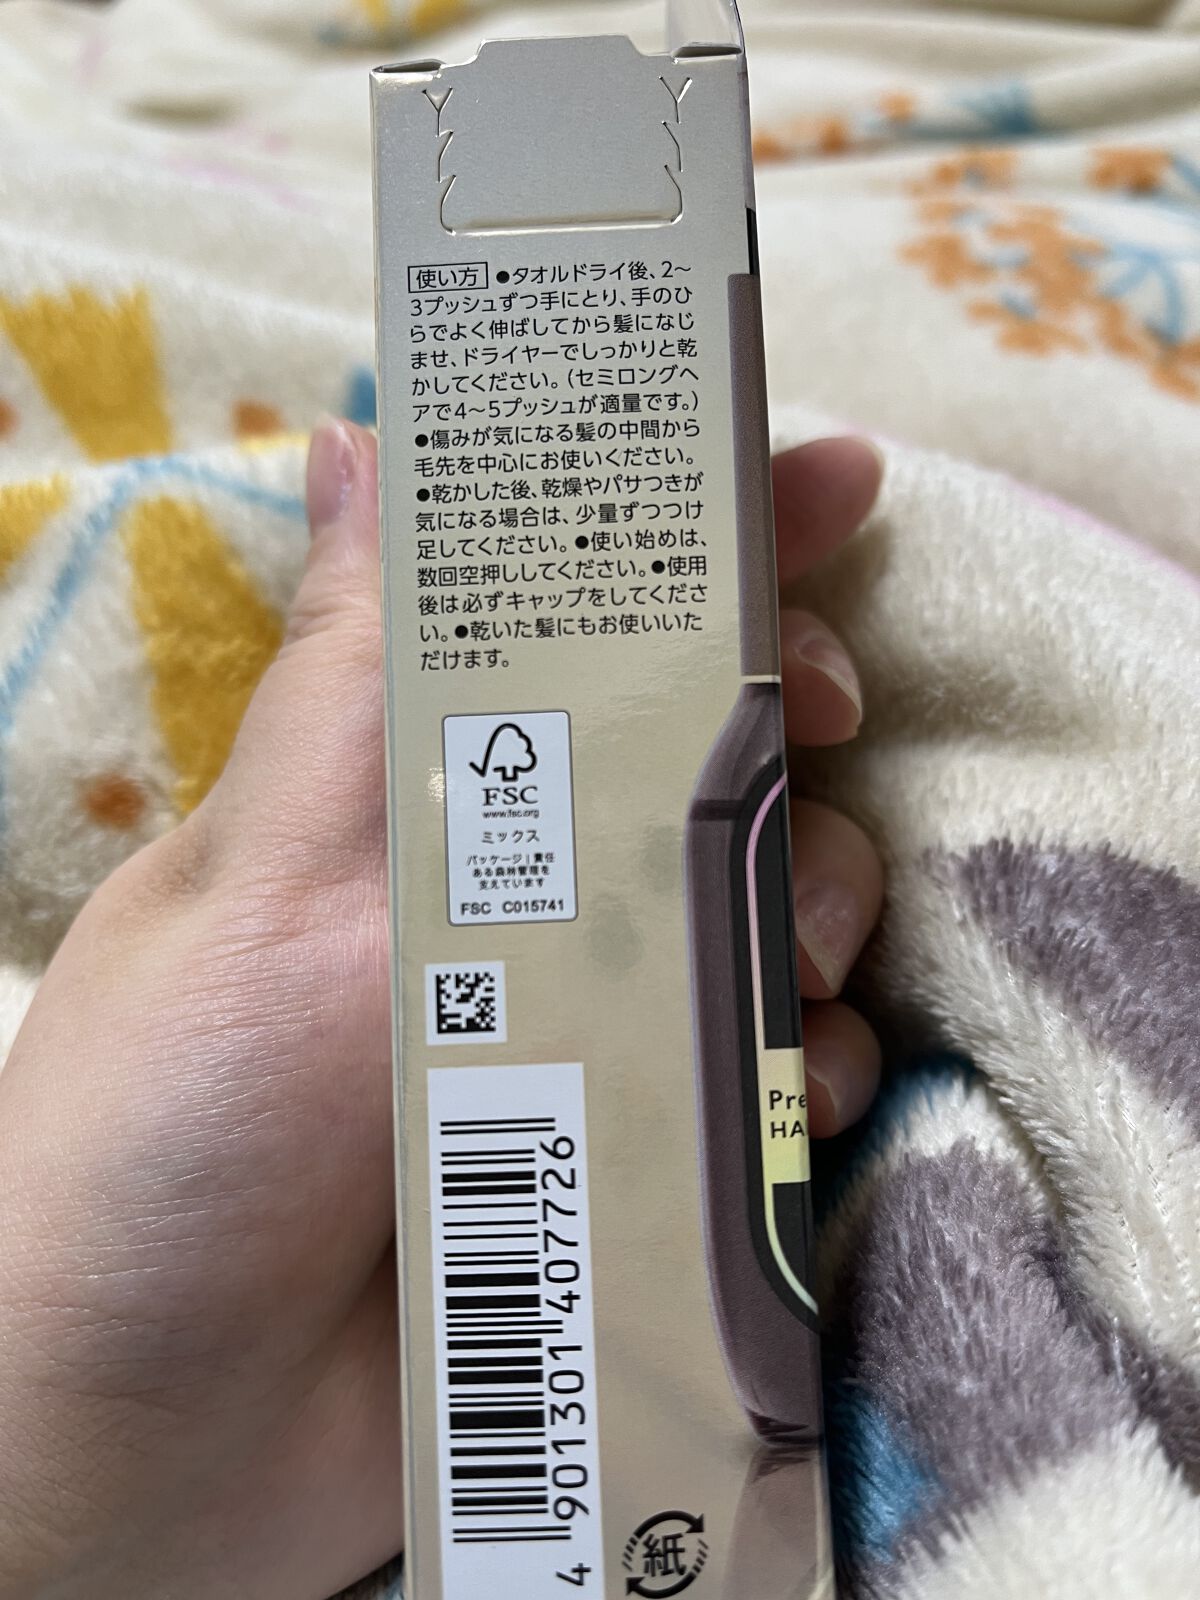 使い方 ●タオルドライ後、2～
3プッシュずつ手にとり、手のひ
らでよく伸ばしてから髪になじ
ませ、ドライヤーでしっかりと乾
かしてください。(セミロングヘ
アで4～5プッシュが適量です。)
●傷みが気になる髪の中間から
毛先を中心にお使いください。
●乾かした後、乾燥やパサつきが
気になる場合は、少量ずつつけ
足してください。●使い始めは、
数回空押ししてください。●使用
後は必ずキャップをしてくださ
い。●乾いた髪にもお使いいた
だけます。
FSC
www.fsc.org
ミックス
パッケージ｜責任
ある森林管理を
支えています
FSC C015741
Pre
HA
4 901301 407726
紙